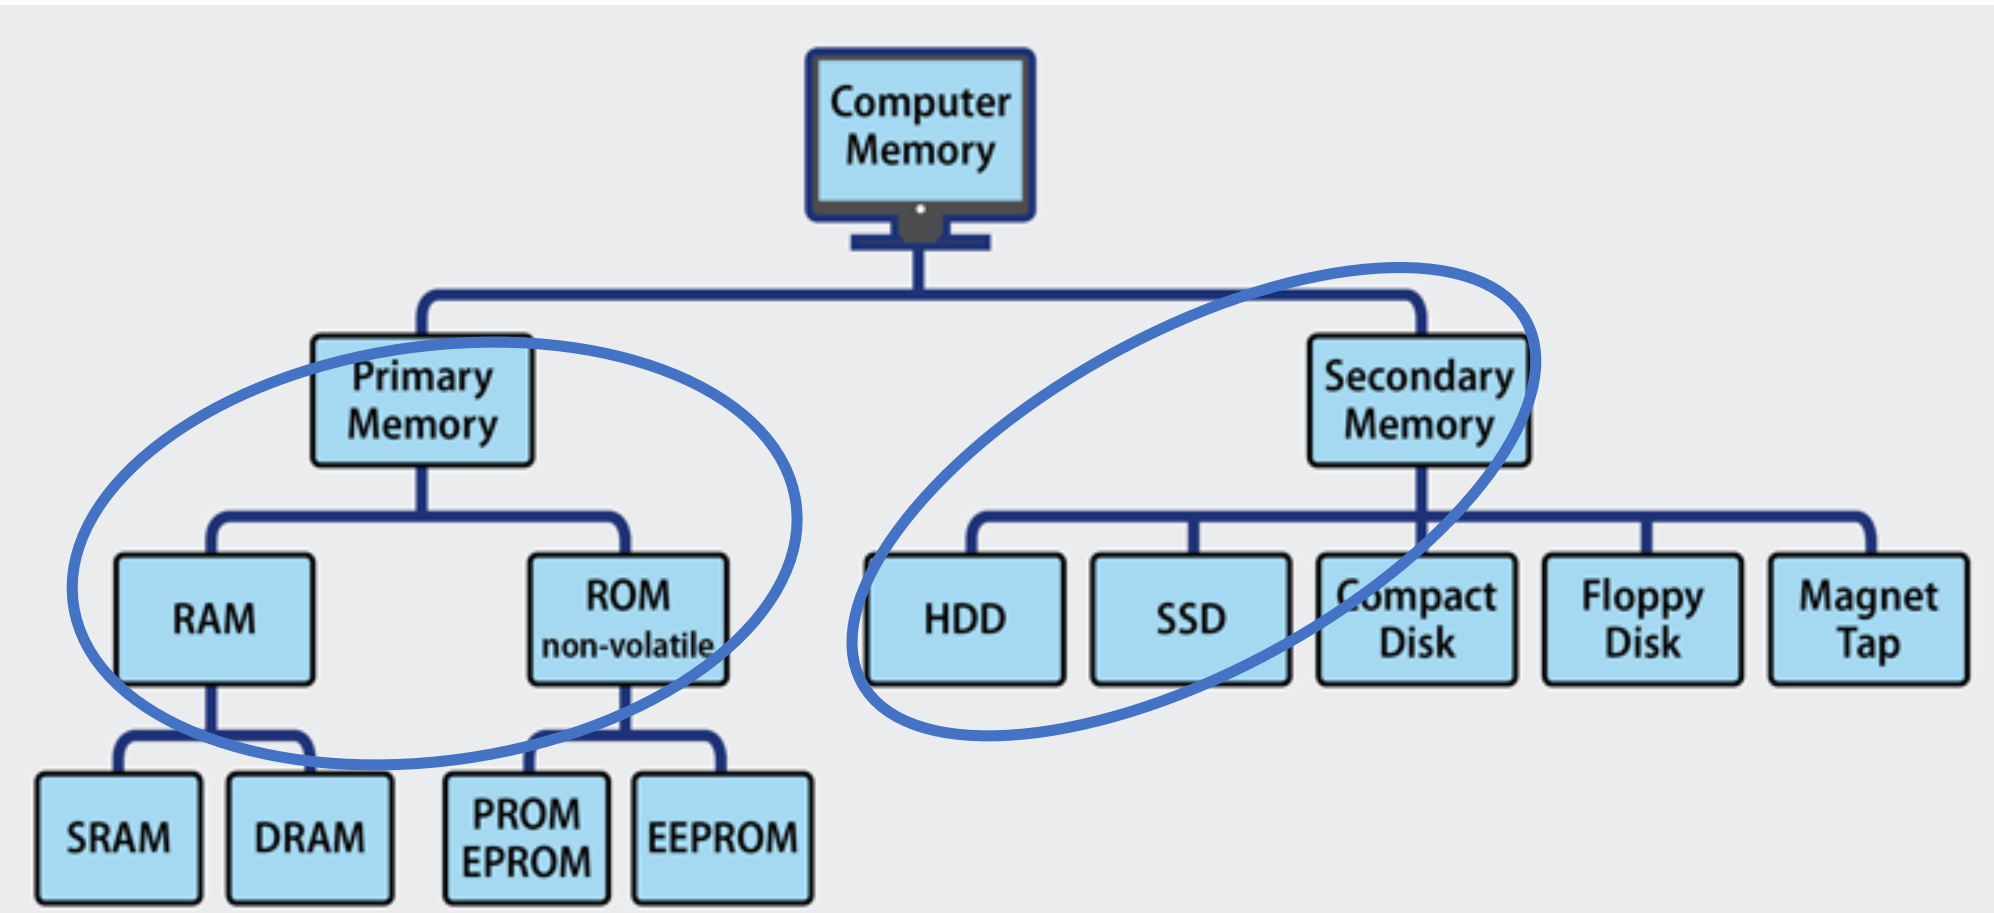 Computer
Memory
Primary
Memory
Secondary
Memory
RAM
ROM
non-volatile
HDD
SSD
Compact
Disk
Floppy
Disk
Magnet
Tap
SRAM
DRAM
PROM
EPROM
EEPROM